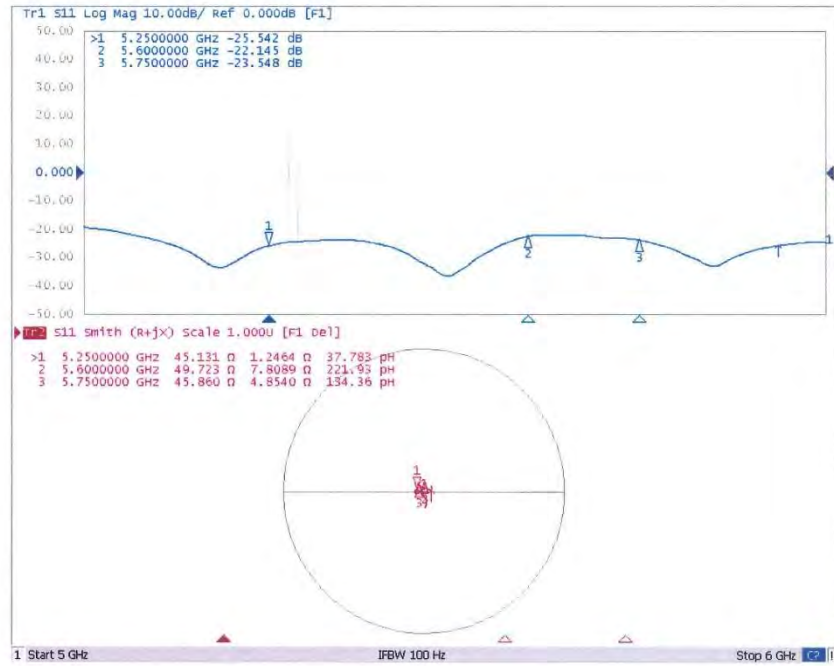 Tr1 S11 Log Mag 10.00dB/ Ref 0.000dB [F1]
50.00
>1 5.2500000 GHz -25.542 dB
2 5.6000000 GHz -22.145 dB
3 5.7500000 GHz -23.548 dB
40.00
30.00
20.00
10.00
0.000
-10.00
-20.00
-30.00
-40.00
-50.00
1
2
3
1
Tr2 S11 Smith (R+jX) Scale 1.000U [F1 Del]
>1 5.2500000 GHz 45.131 Ω 1.2464 Ω 37.783 pH
2 5.6000000 GHz 49.723 Ω 7.8089 Ω 221.93 pH
3 5.7500000 GHz 45.860 Ω 4.8540 Ω 134.36 pH
1
1 Start 5 GHz IFBW 100 Hz Stop 6 GHz C2